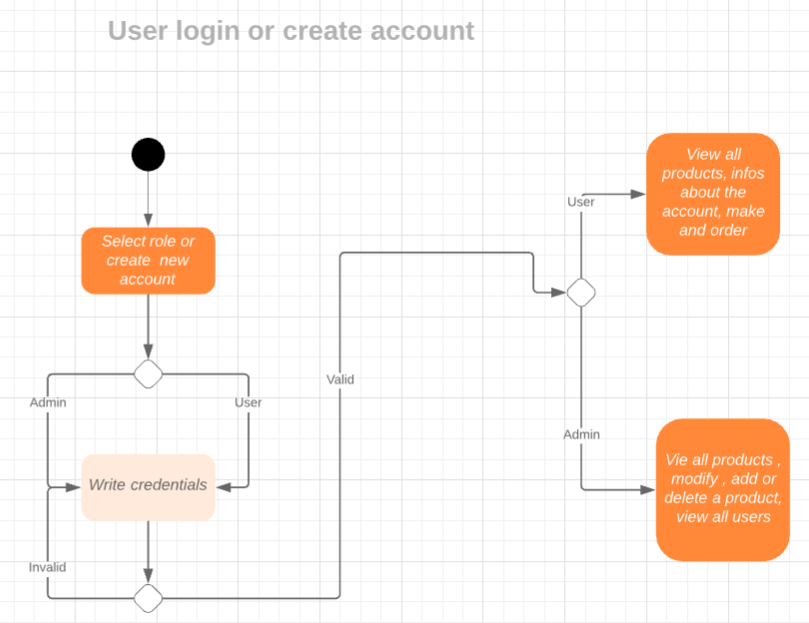 User login or create account
View all
products, infos
about the
account, make
and order
User
Select role or
create new
account
Valid
Admin
User
Admin
Write credentials
Vie all products ,
modify , add or
delete a product,
view all users
Invalid